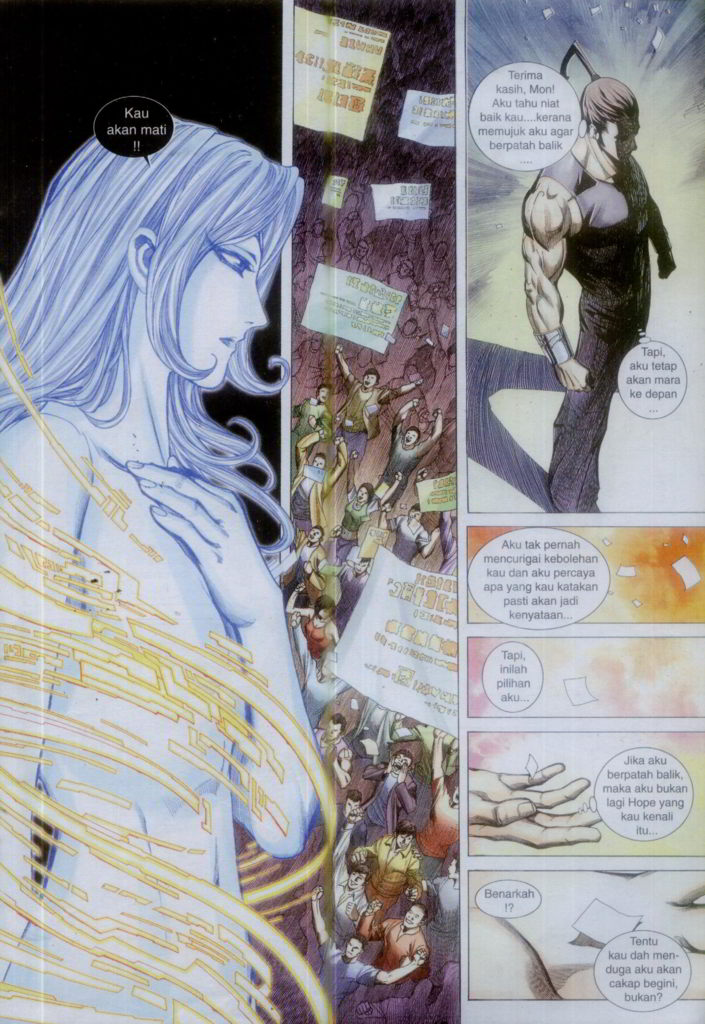 Kau
akan mati
!!
Terima
kasih, Mon!
Aku tahu niat
baik kau....kerana
memujuk aku agar
berpatah balik
....
Tapi,
aku tetap
akan mara
ke depan
...
Aku tak pernah
mencurigai kebolehan
kau dan aku percaya
apa yang kau katakan
pasti akan jadi
kenyataan...
Tapi,
inilah
pilihan
aku...
Jika aku
berpatah balik,
maka aku bukan
lagi Hope yang
kau kenali
itu...
Benarkah
!?
Tentu
kau dah men-
duga aku akan
cakap begini,
bukan?